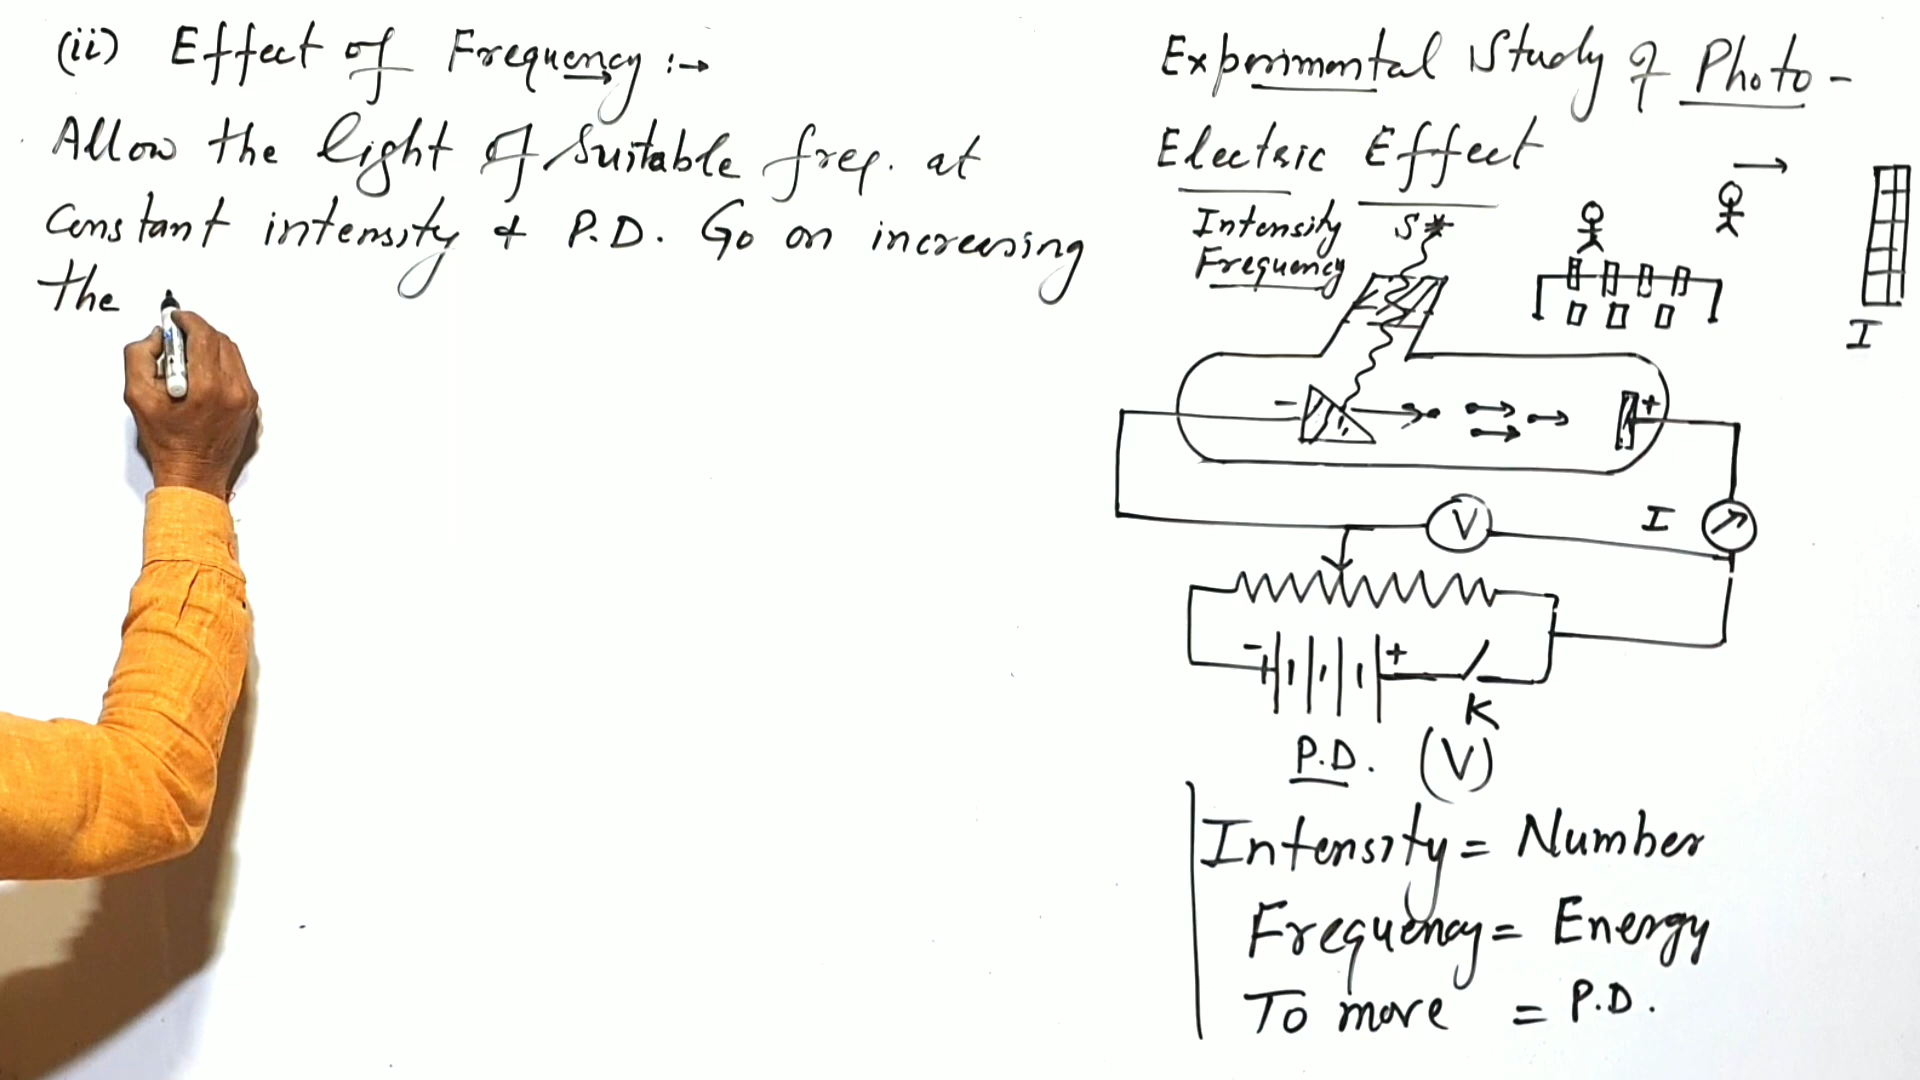 (ii) Effect of Frequency :→
Allow the light of Suitable freq. at
Constant intensity & P.D. Go on increasing
the
Experimental Study of Photo-
Electric Effect
Intensity
Frequency
S*
I
-
+
V
I
-
+
K
P.D. (V)
Intensity = Number
Frequency = Energy
To move = P.D.